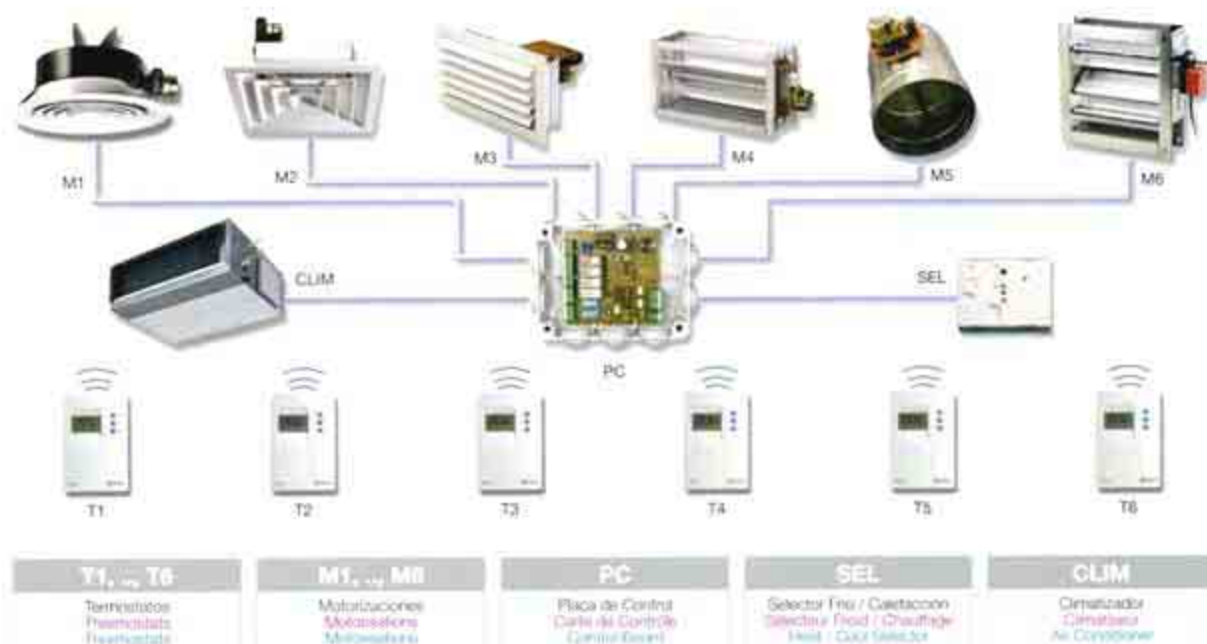 M1
M2
M3
M4
M5
M6
CLIM
SEL
PC
T1
T2
T3
T4
T5
T6
T1, .., T6
Termostatos
Thermostats
Thermostats
M1, .., M6
Motorizaciones
Motorisations
Motorisations
PC
Placa de Control
Carte de Contrôle
Control Board
SEL
Selector Frio / Calefacción
Sélecteur Froid / Chauffage
Heat / Cool Selector
CLIM
Climatizador
Climatiseur
Air Conditioner